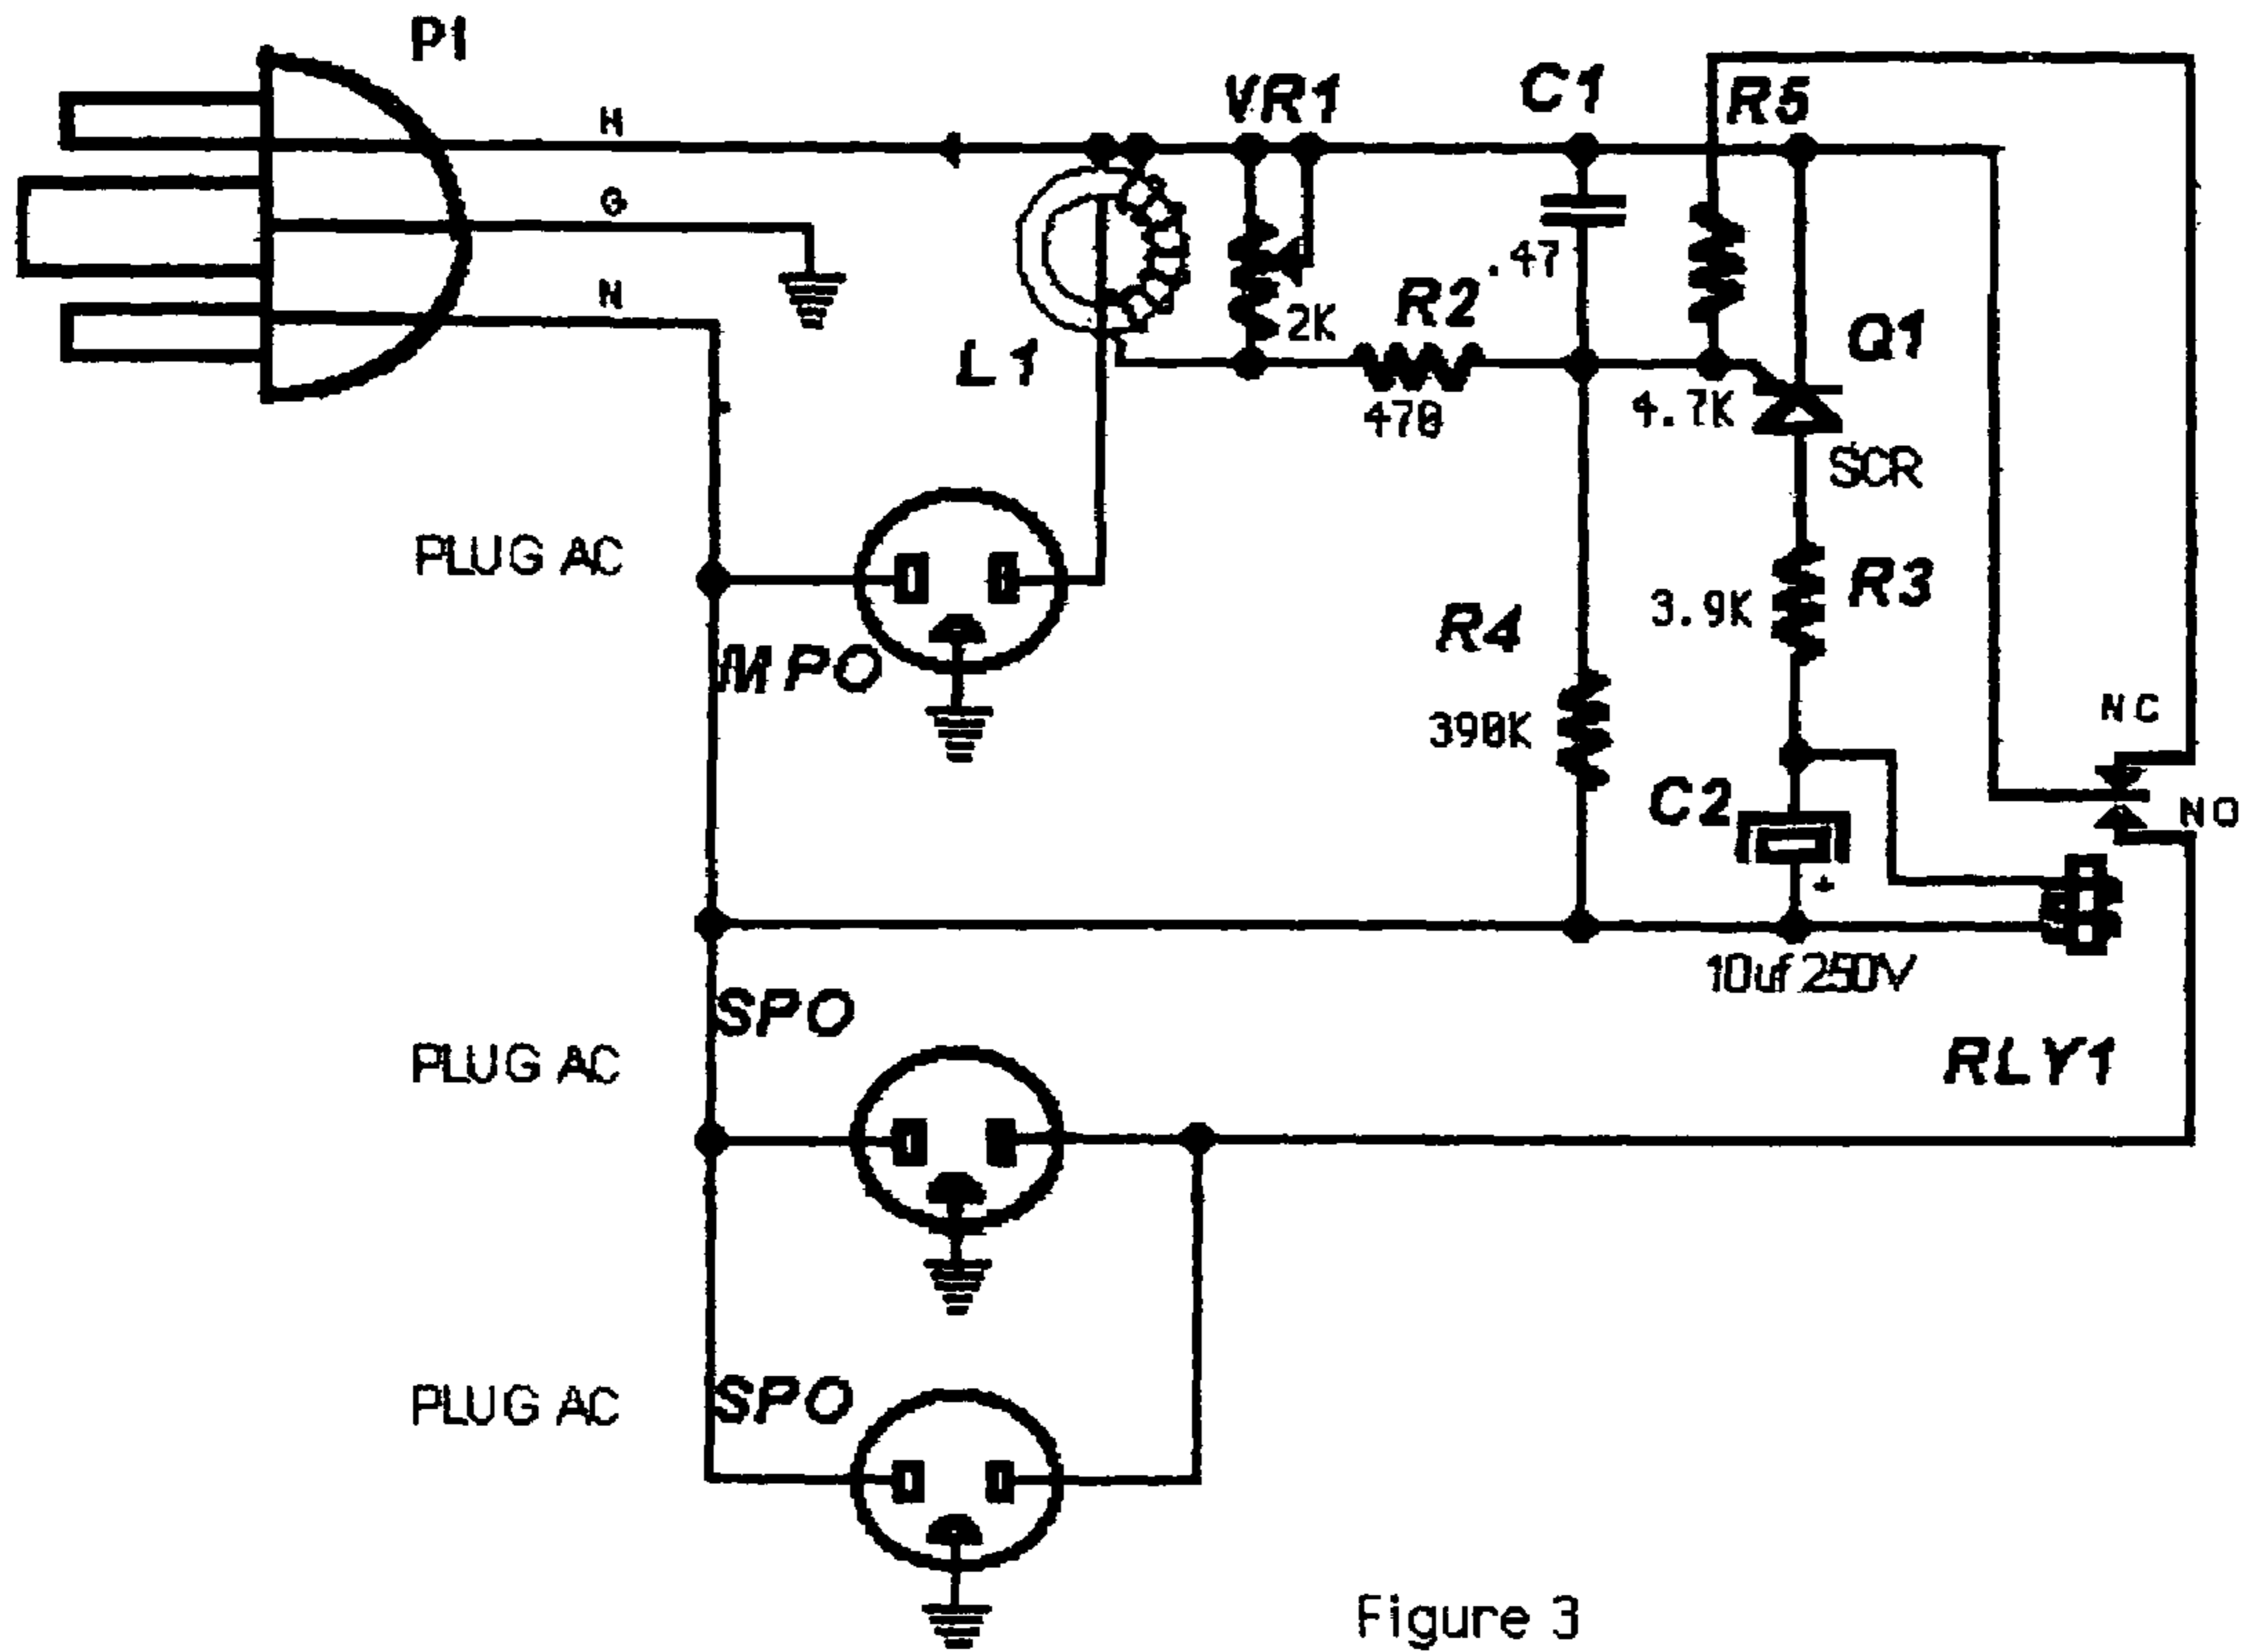 P1
VR1
C1
R5
H
G
N
.47
R2
2K
Q1
L1
470
4.7K
SCR
PLUG AC
R3
3.9K
R4
MPO
NC
390K
C2
NO
+
10uf 250V
SPO
PLUG AC
RLY1
SPO
PLUG AC
Figure 3